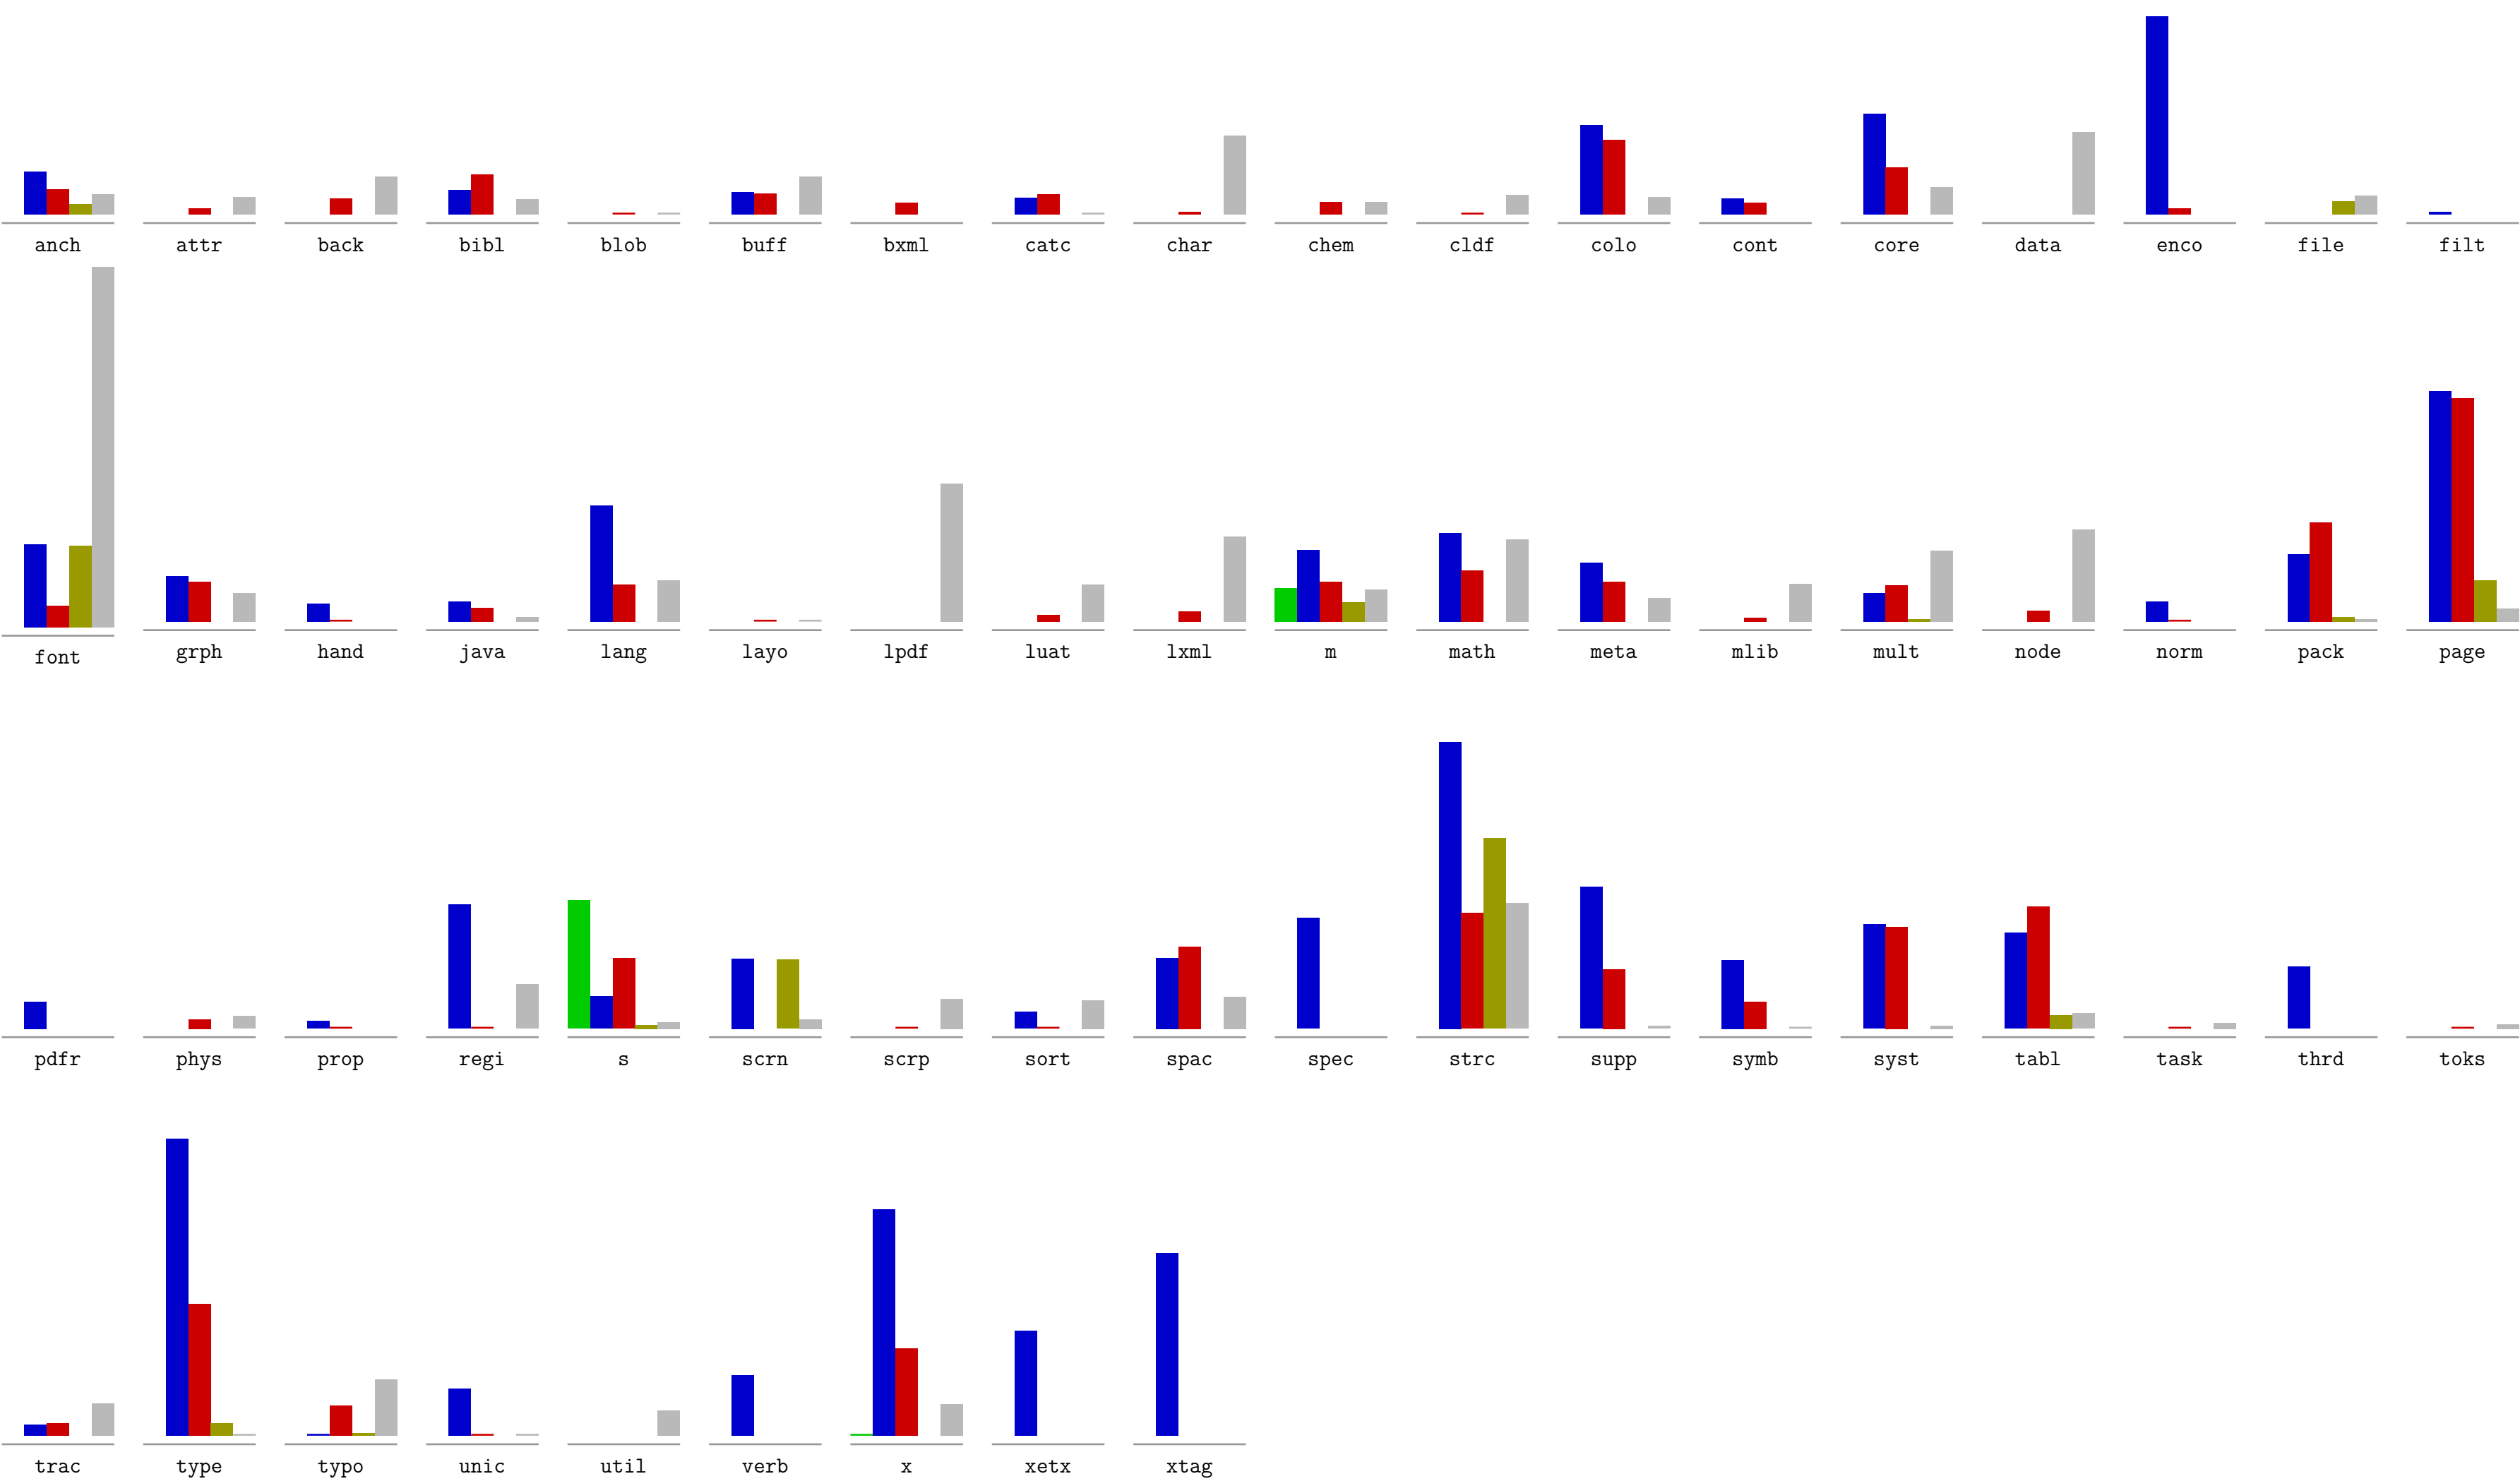 anch attr back bibl blob buff bxml catc char chem cldf colo cont core data enco file filt
font grph hand java lang layo lpdf luat lxml m math meta mlib mult node norm pack page
pdfr phys prop regi s scrn scrp sort spac spec strc supp symb syst tabl task thrd toks
trac type typo unic util verb x xetx xtag